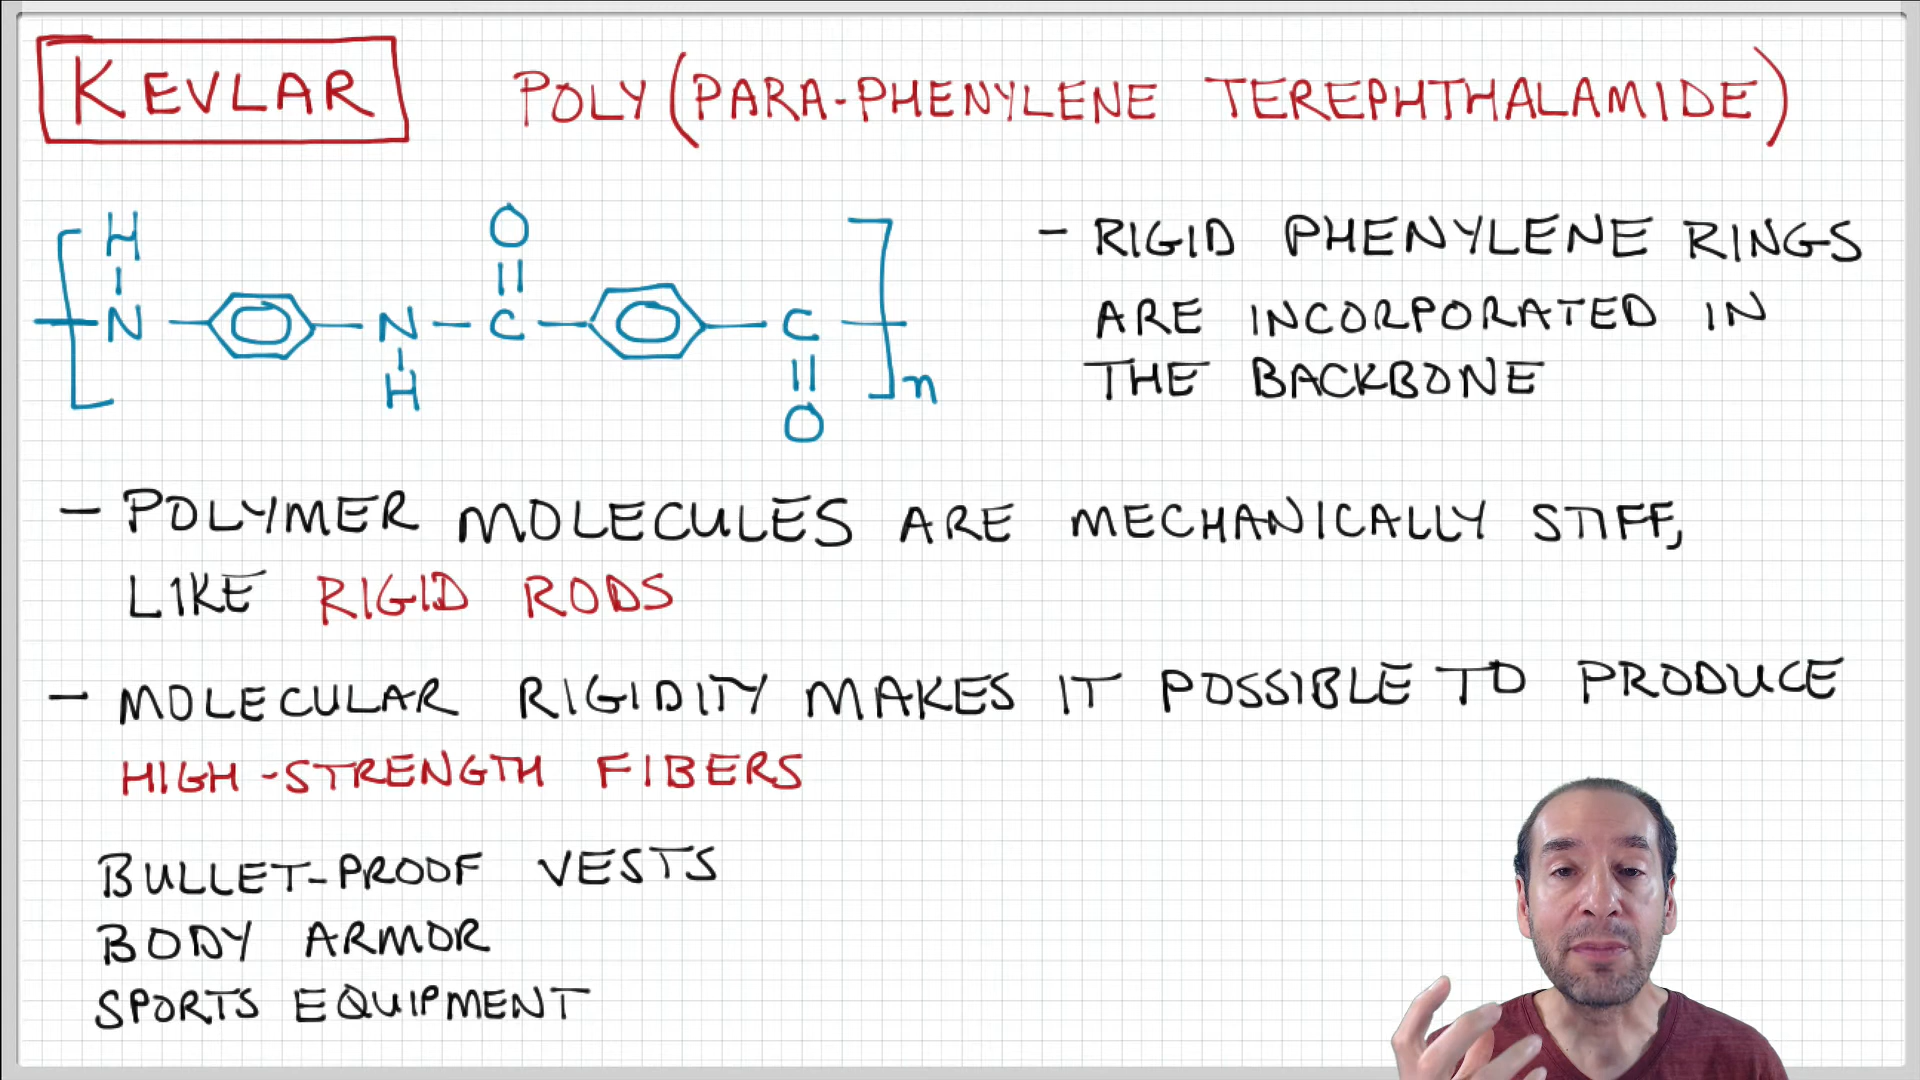 KEVLAR POLY(PARA-PHENYLENE TEREPHTHALAMIDE)
H
O
N
N
C
C
H
O
n
- RIGID PHENYLENE RINGS
ARE INCORPORATED IN
THE BACKBONE
- POLYMER MOLECULES ARE MECHANICALLY STIFF,
LIKE RIGID RODS
- MOLECULAR RIGIDITY MAKES IT POSSIBLE TO PRODUCE
HIGH-STRENGTH FIBERS
BULLET-PROOF VESTS
BODY ARMOR
SPORTS EQUIPMENT